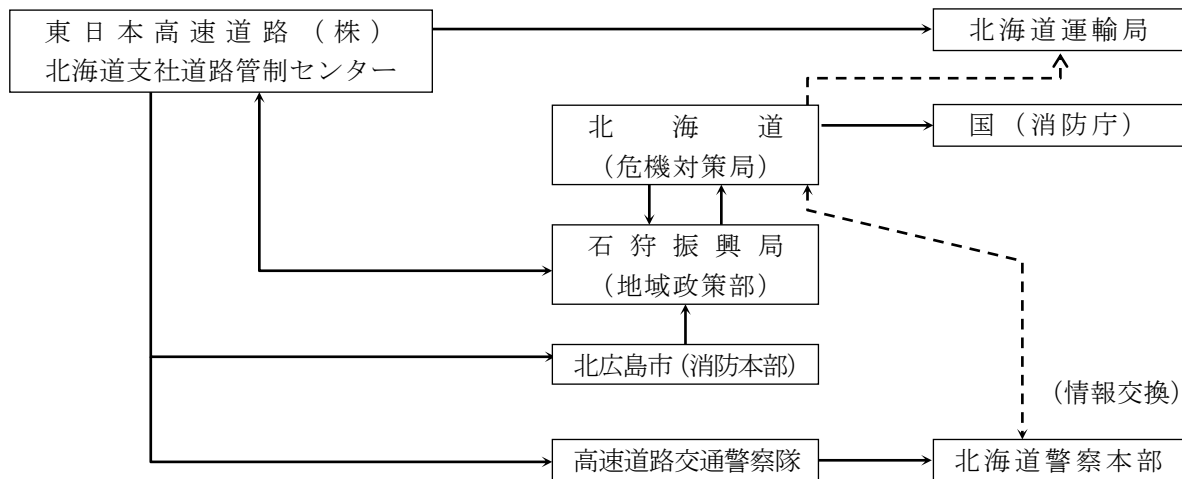 東日本高速道路（株）
北海道支社道路管制センター
北海道運輸局
北海道
（危機対策局）
国（消防庁）
石狩振興局
（地域政策部）
北広島市（消防本部）
（情報交換）
高速道路交通警察隊
北海道警察本部